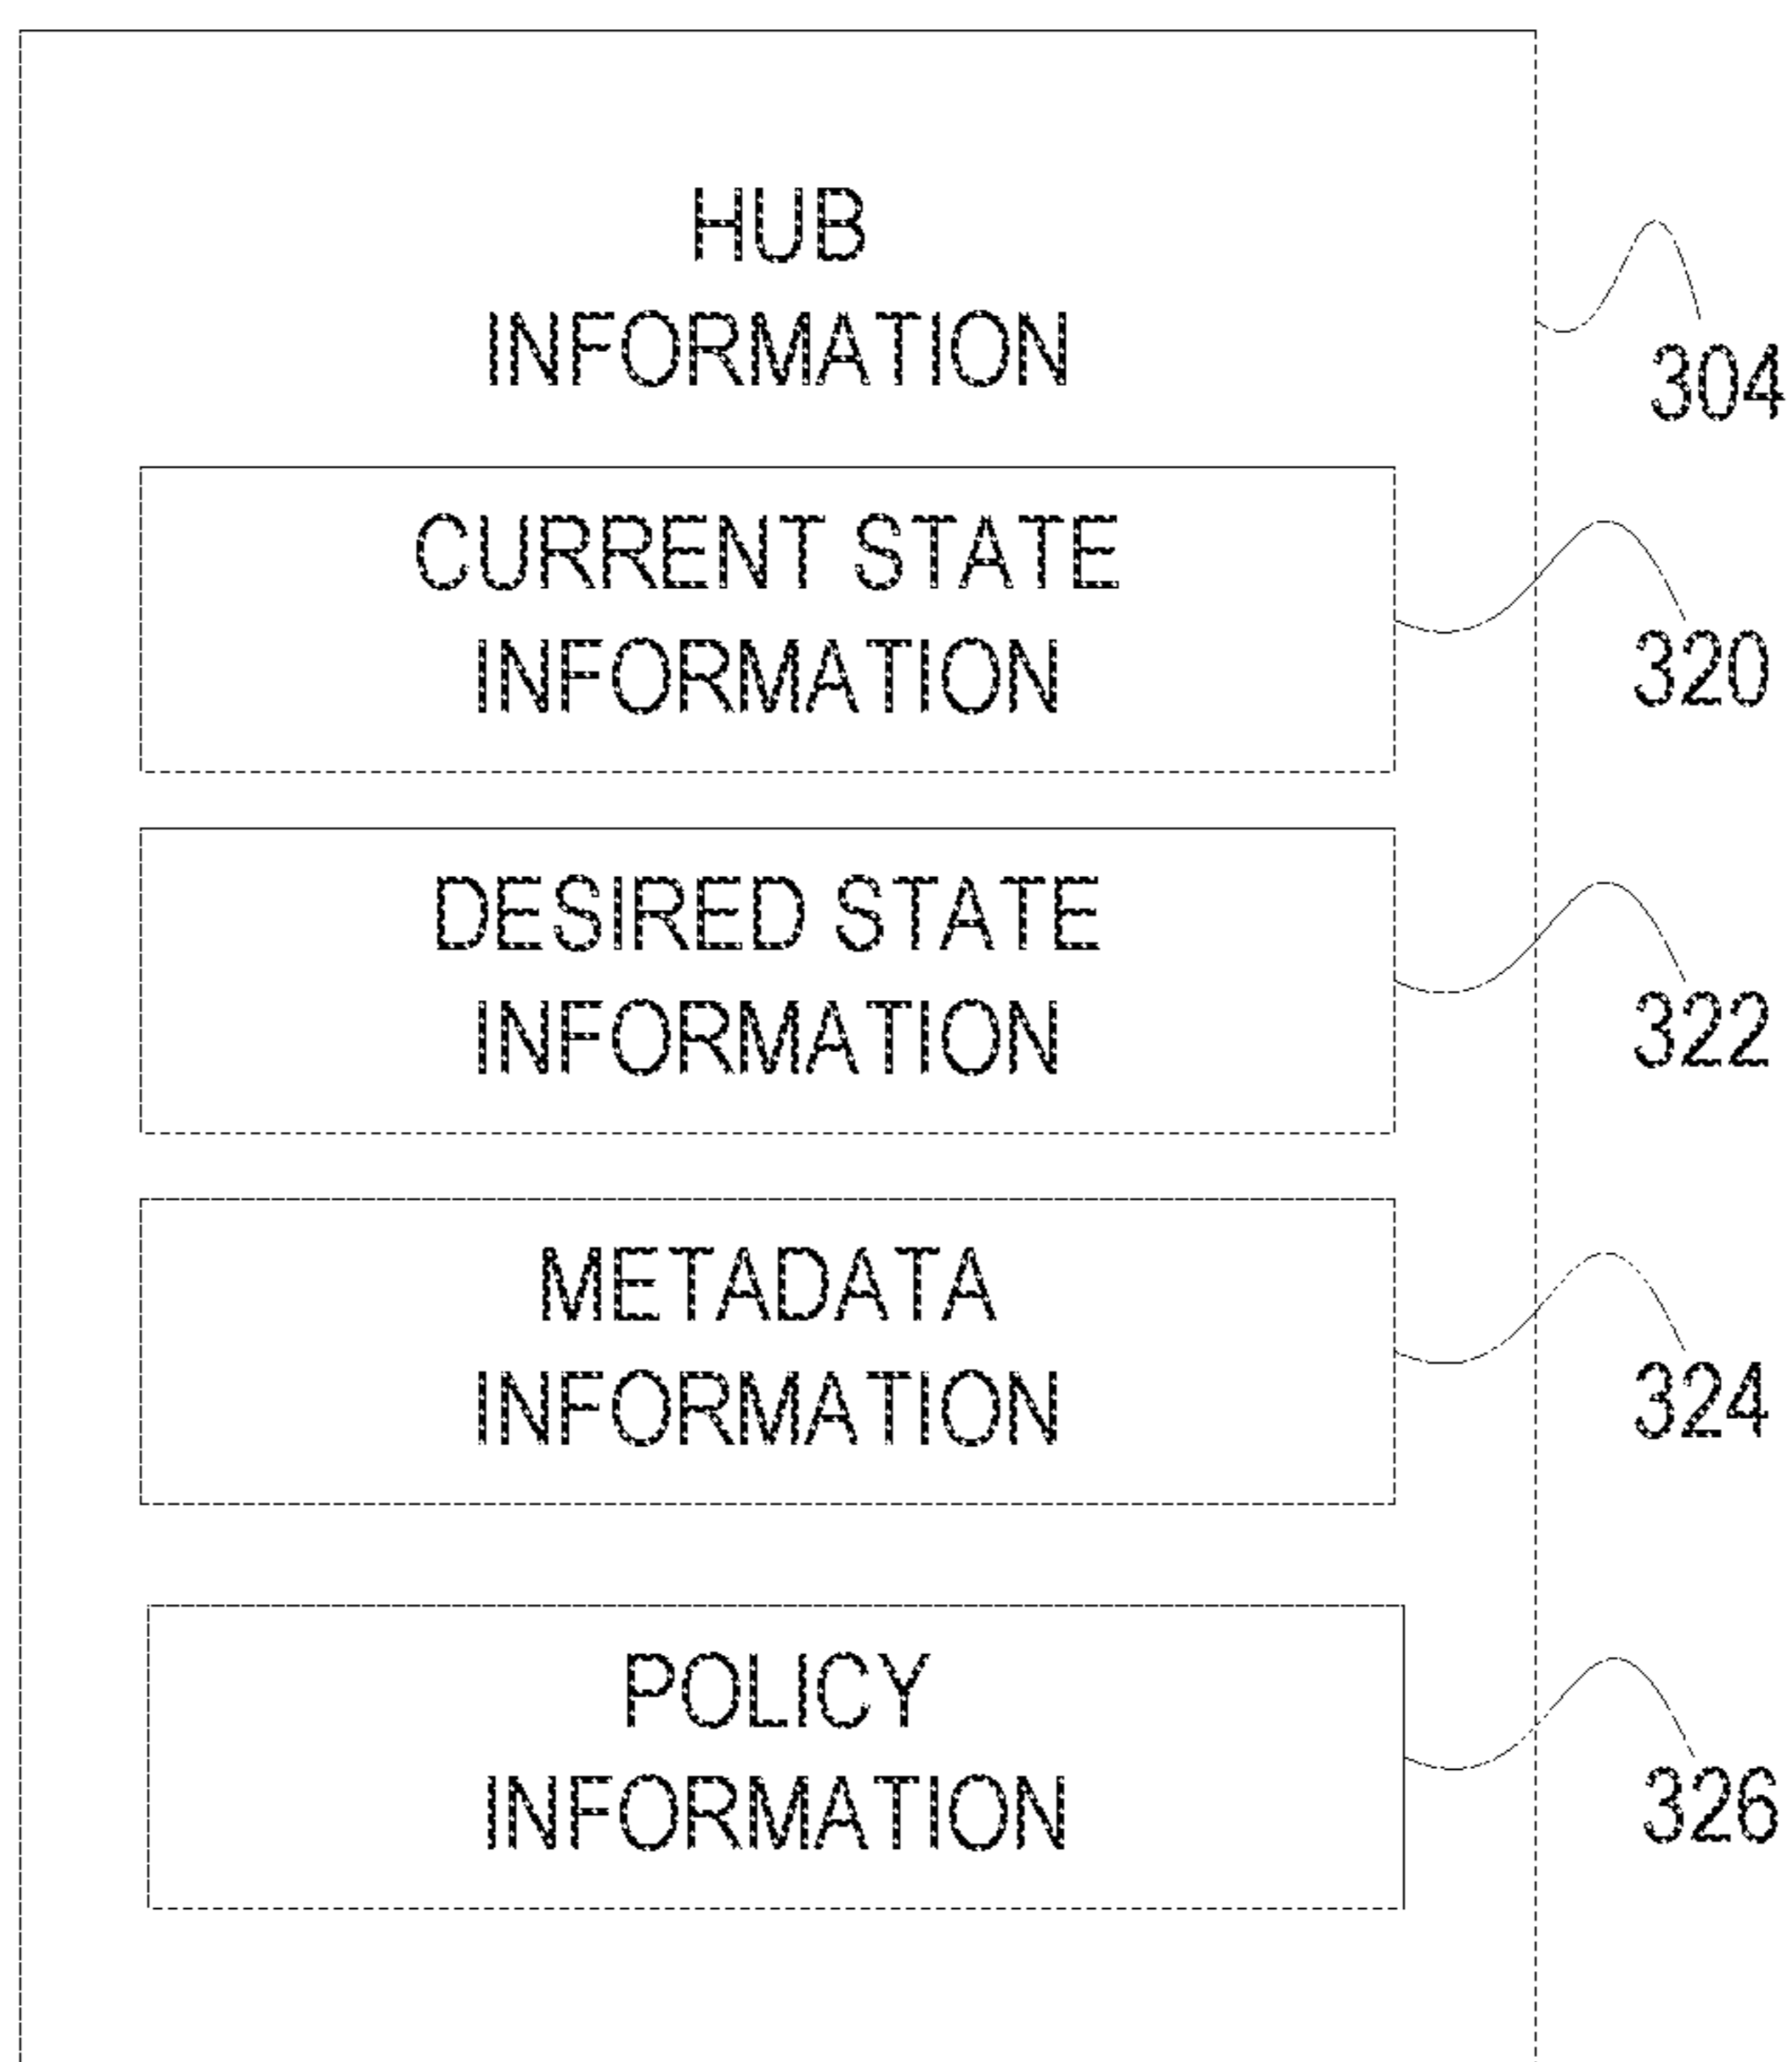 HUB
INFORMATION
304
CURRENT STATE
INFORMATION
320
DESIRED STATE
INFORMATION
322
METADATA
INFORMATION
324
POLICY
INFORMATION
326